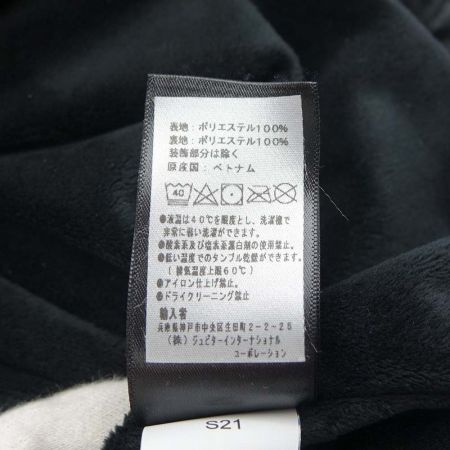 表地：ポリエステル100%
裏地：ポリエステル100%
装飾部分は除く
原産国：ベトナム
40
●液温は40℃を限度とし、洗濯機で
非常に弱い洗濯ができます。
●酸素系及び塩素系漂白剤の使用禁止。
●低い温度でのタンブル乾燥ができます。
(排気温度上限60℃)
●アイロン仕上げ禁止。
●ドライクリーニング禁止。
輸入者
兵庫県神戸市中央区生田町2-2-25
(株)ジュピターインターナショナル
コーポレーション
S21